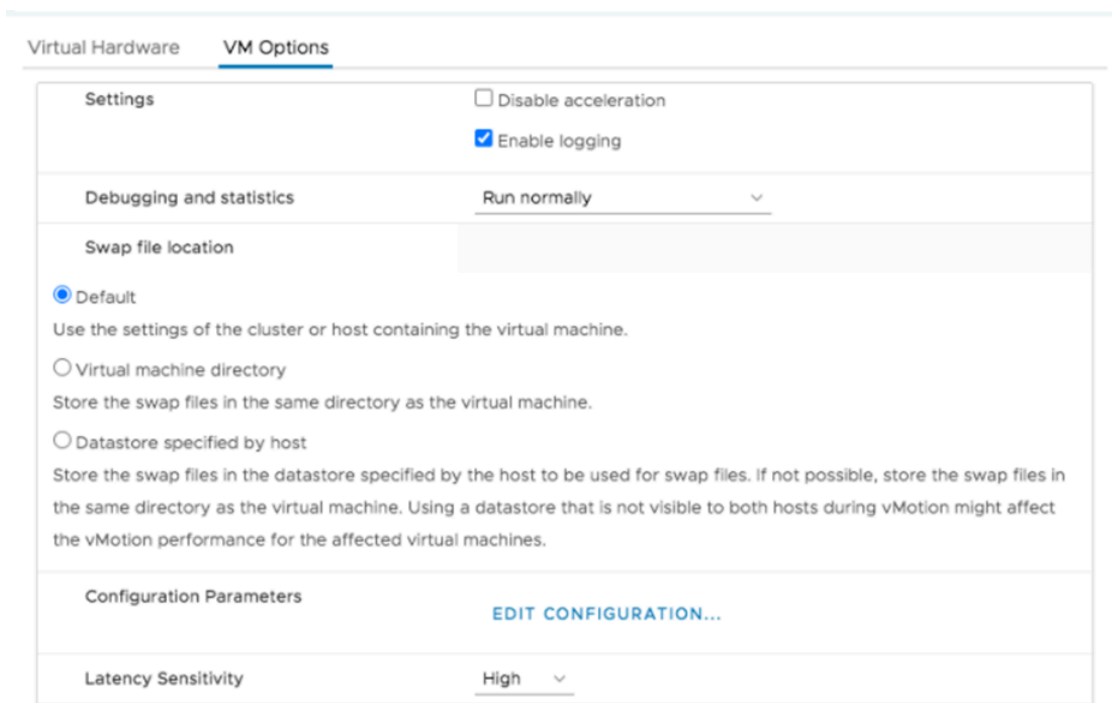 Virtual Hardware VM Options
Settings Disable acceleration
Enable logging
Debugging and statistics Run normally
Swap file location
Default
Use the settings of the cluster or host containing the virtual machine.
Virtual machine directory
Store the swap files in the same directory as the virtual machine.
Datastore specified by host
Store the swap files in the datastore specified by the host to be used for swap files. If not possible, store the swap files in
the same directory as the virtual machine. Using a datastore that is not visible to both hosts during vMotion might affect
the vMotion performance for the affected virtual machines.
Configuration Parameters
EDIT CONFIGURATION...
Latency Sensitivity High